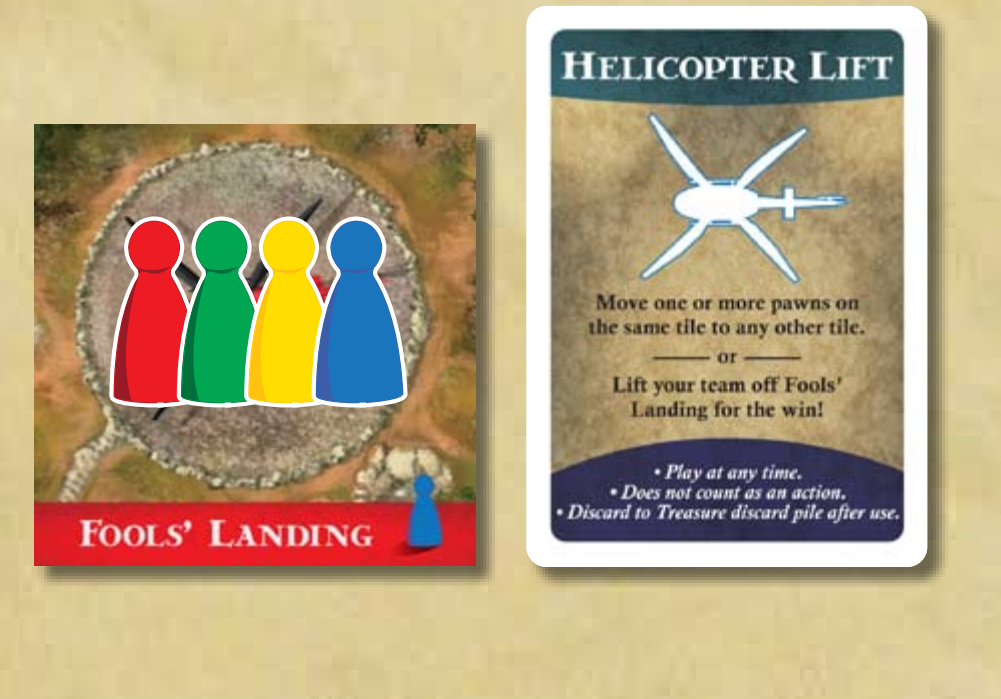 FOOLS' LANDING
HELICOPTER LIFT
Move one or more pawns on
the same tile to any other tile.
or
Lift your team off Fools'
Landing for the win!
• Play at any time.
• Does not count as an action.
• Discard to Treasure discard pile after use.